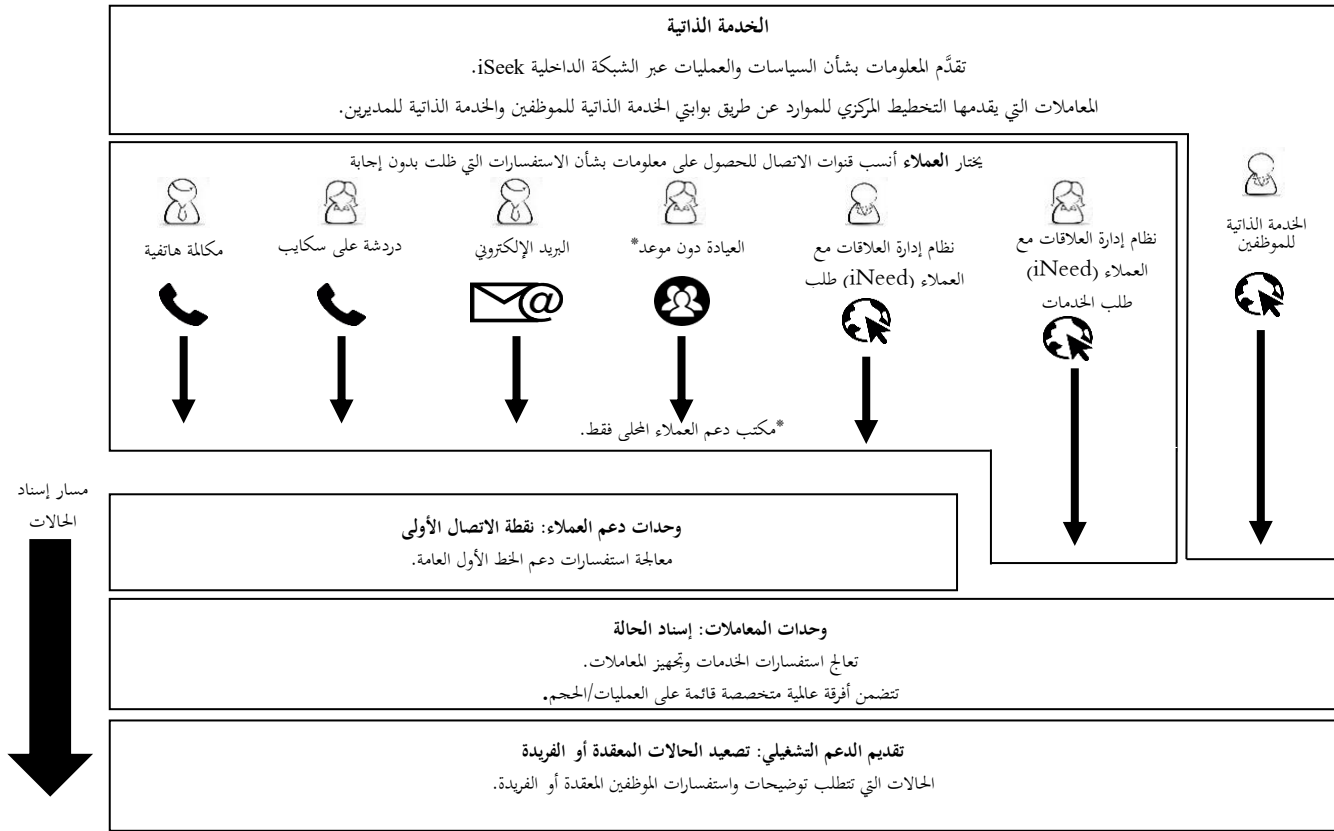 الخدمة الذاتية
تقدَّم المعلومات بشأن السياسات والعمليات عبر الشبكة الداخلية iSeek.
المعاملات التي يقدمها التخطيط المركزي للموارد عن طريق بوابتي الخدمة الذاتية للموظفين والخدمة الذاتية للمديرين.
يختار العملاء أنسب قنوات الاتصال للحصول على معلومات بشأن الاستفسارات التي ظلت بدون إجابة
الخدمة الذاتية
للموظفين
نظام إدارة العلاقات مع
العملاء (iNeed)
طلب الخدمات
نظام إدارة العلاقات مع
العملاء (iNeed) طلب
العيادة دون موعد*
البريد الإلكتروني
دردشة على سكايب
مكالمة هاتفية
*مكتب دعم العملاء المحلى فقط.
مسار إسناد
الحالات
وحدات دعم العملاء: نقطة الاتصال الأولى
معالجة استفسارات دعم الخط الأول العامة.
وحدات المعاملات: إسناد الحالة
تعالج استفسارات الخدمات وتجهيز المعاملات.
تتضمن أفرقة عالمية متخصصة قائمة على العمليات/الحجم.
تقديم الدعم التشغيلي: تصعيد الحالات المعقدة أو الفريدة
الحالات التي تتطلب توضيحات واستفسارات الموظفين المعقدة أو الفريدة.